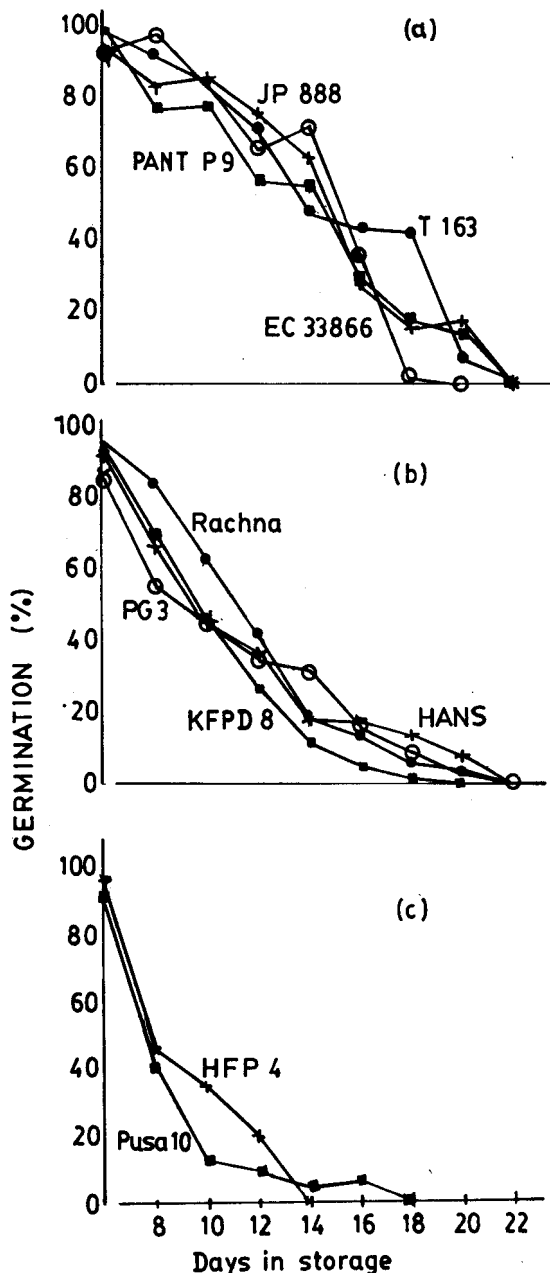 100
(a)
80
JP 888
60
PANT P9
40
T 163
20
EC 33866
0
100
(b)
80
Rachna
60
PG3
40
KFPD 8
HANS
20
0
GERMINATION (%)
100
(c)
80
60
40
HFP 4
20
Pusa10
0
8 10 12 14 16 18 20 22
Days in storage